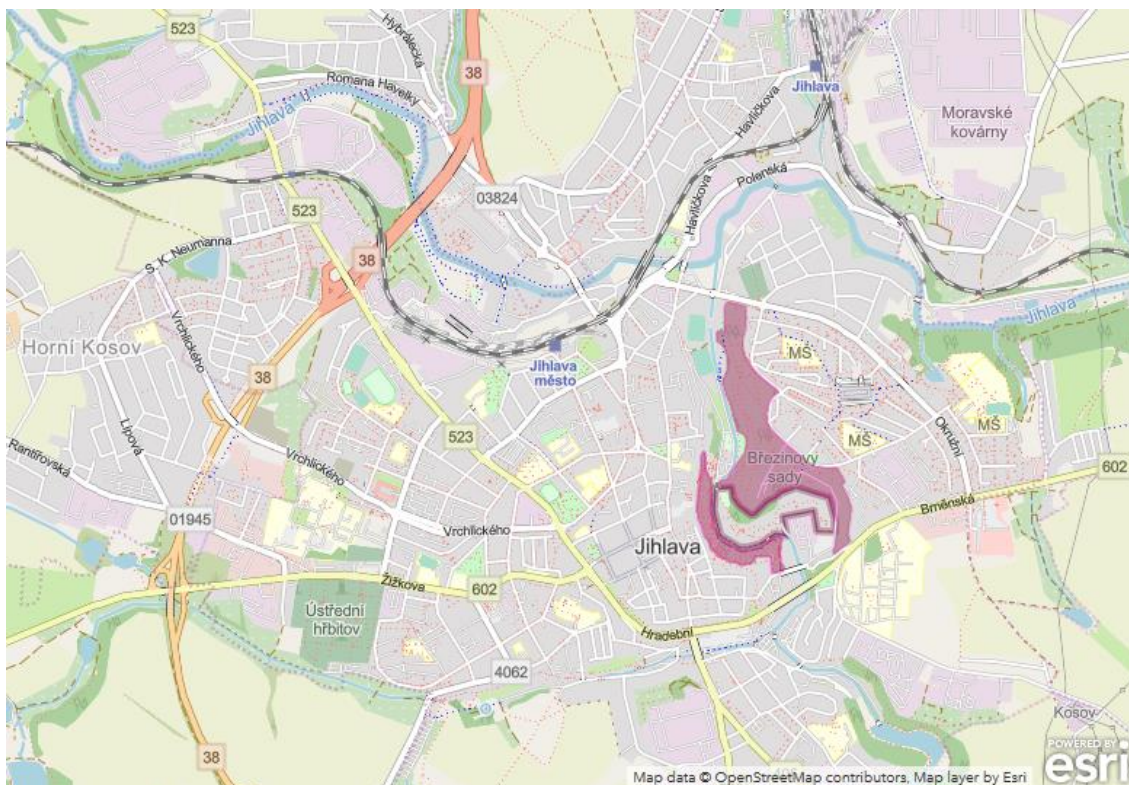 523
Hybrálecká
38
Romana Havelky
Jihlava
Havlíčkova
Jihlava
Moravské
kovárny
03824
Polenská
Havlíčkova
523
S. K. Neumanna
38
Jihlava
Horní Kosov
Vrchlického
Jihlava
město
MŠ
38
Lipová
MŠ
MŠ
Okružní
523
Rantířovská
Vrchlického
Březinovy
sady
602
Brněnská
01945
Vrchlického
Jihlava
Žižkova
602
Ústřední
hřbitov
Hradební
4062
Kosov
38
POWERED BY
esri
Map data © OpenStreetMap contributors, Map layer by Esri